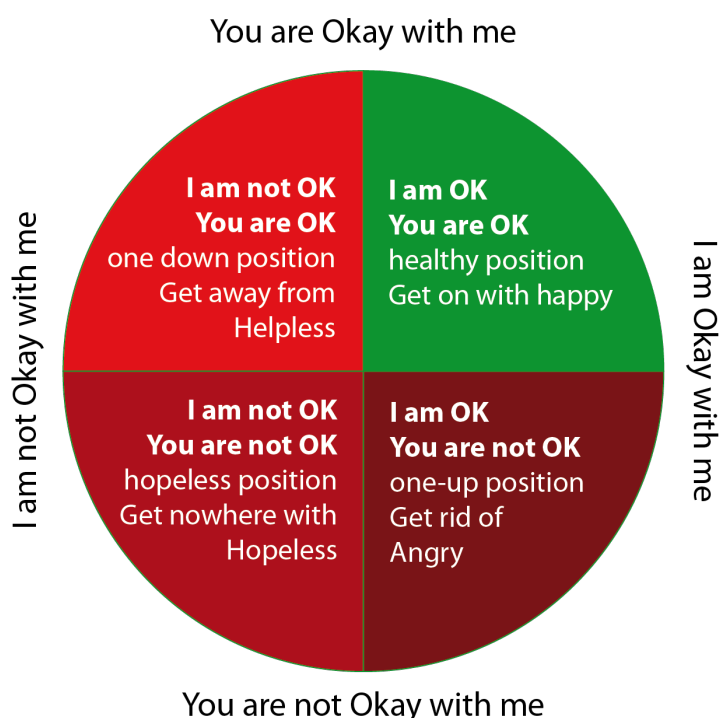 You are Okay with me
I am not Okay with me
I am not OK
You are OK
one down position
Get away from
Helpless
I am OK
You are OK
healthy position
Get on with happy
I am Okay with me
I am not OK
You are not OK
hopeless position
Get nowhere with
Hopeless
I am OK
You are not OK
one-up position
Get rid of
Angry
You are not Okay with me